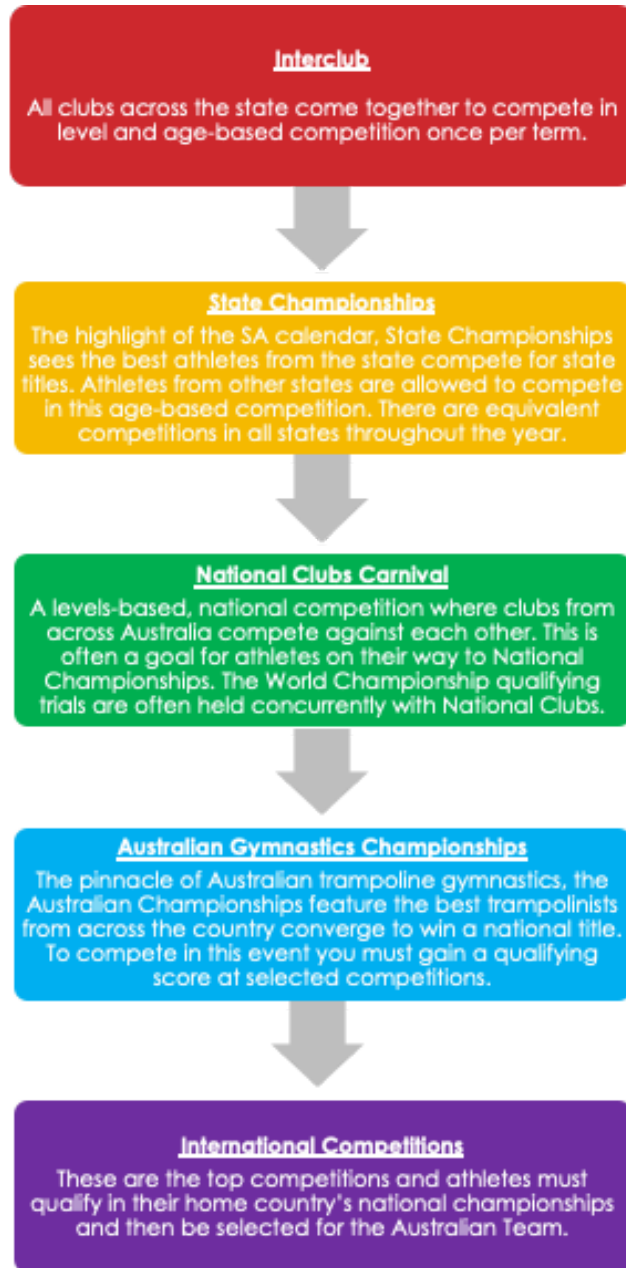 Interclub
All clubs across the state come together to compete in
level and age-based competition once per term.
State Championships
The highlight of the SA calendar, State Championships
sees the best athletes from the state compete for state
titles. Athletes from other states are allowed to compete
in this age-based competition. There are equivalent
competitions in all states throughout the year.
National Clubs Carnival
A levels-based, national competition where clubs from
across Australia compete against each other. This is
often a goal for athletes on their way to National
Championships. The World Championship qualifying
trials are often held concurrently with National Clubs.
Australian Gymnastics Championships
The pinnacle of Australian trampoline gymnastics, the
Australian Championships feature the best trampolinists
from across the country converge to win a national title.
To compete in this event you must gain a qualifying
score at selected competitions.
International Competitions
These are the top competitions and athletes must
qualify in their home country's national championships
and then be selected for the Australian Team.